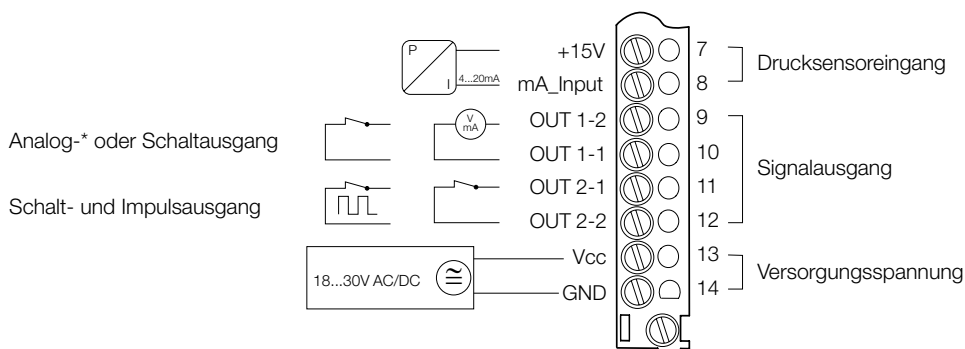 P
I
4...20mA
+15V
7
mA_Input
8
Drucksensoreingang
Analog-* oder Schaltausgang
V
mA
OUT 1-2
9
OUT 1-1
10
Schalt- und Impulsausgang
OUT 2-1
11
OUT 2-2
12
Signalausgang
18...30V AC/DC
Vcc
13
GND
14
Versorgungsspannung